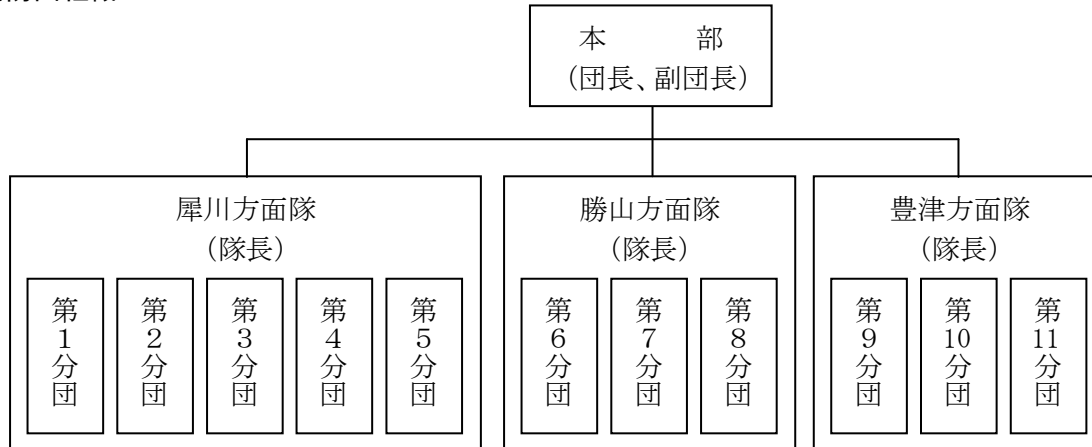 本　　　部
（団長、副団長）
犀川方面隊
（隊長）
第1分団
第2分団
第3分団
第4分団
第5分団
勝山方面隊
（隊長）
第6分団
第7分団
第8分団
豊津方面隊
（隊長）
第9分団
第10分団
第11分団